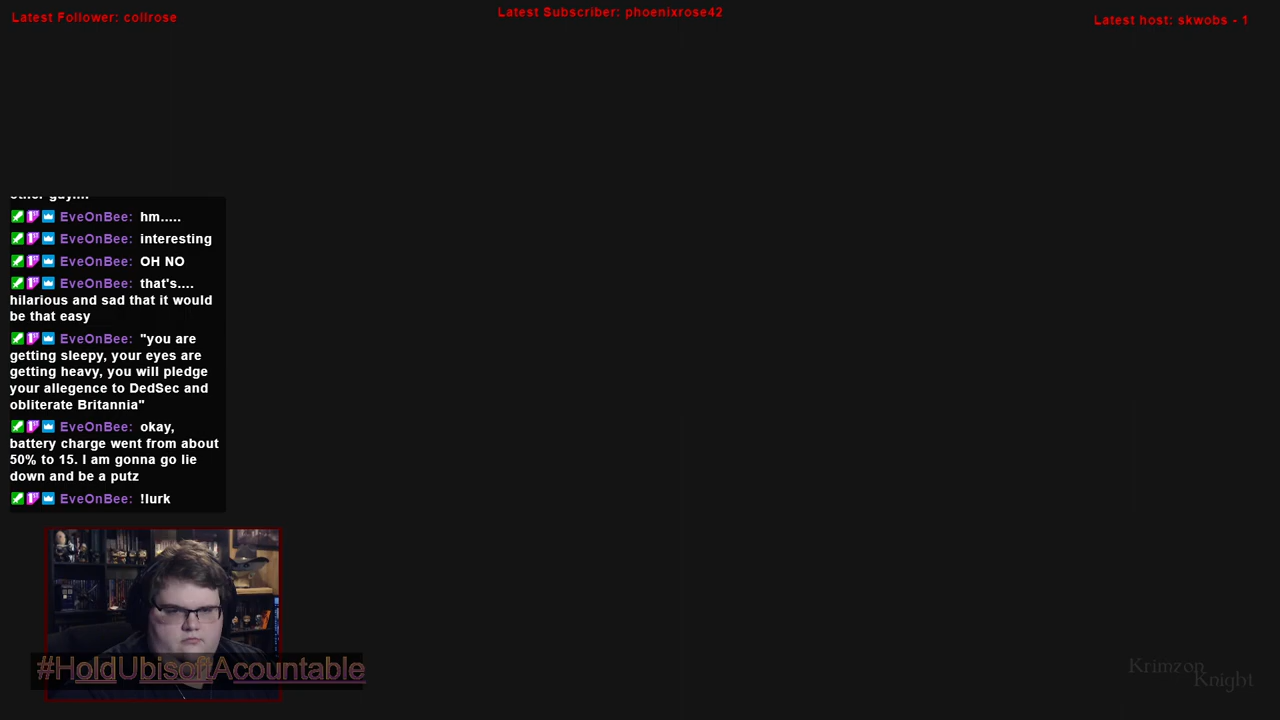 Latest Follower: collrose
Latest Subscriber: phoenixrose42
Latest host: skwobs - 1
other guy....
EveOnBee: hm.....
EveOnBee: interesting
EveOnBee: OH NO
EveOnBee: that's....
hilarious and sad that it would
be that easy
EveOnBee: "you are
getting sleepy, your eyes are
getting heavy, you will pledge
your allegence to DedSec and
obliterate Britannia"
EveOnBee: okay,
battery charge went from about
50% to 15. I am gonna go lie
down and be a putz
EveOnBee: !lurk
#HoldUbisoftAcountable
Krimzon
Knight